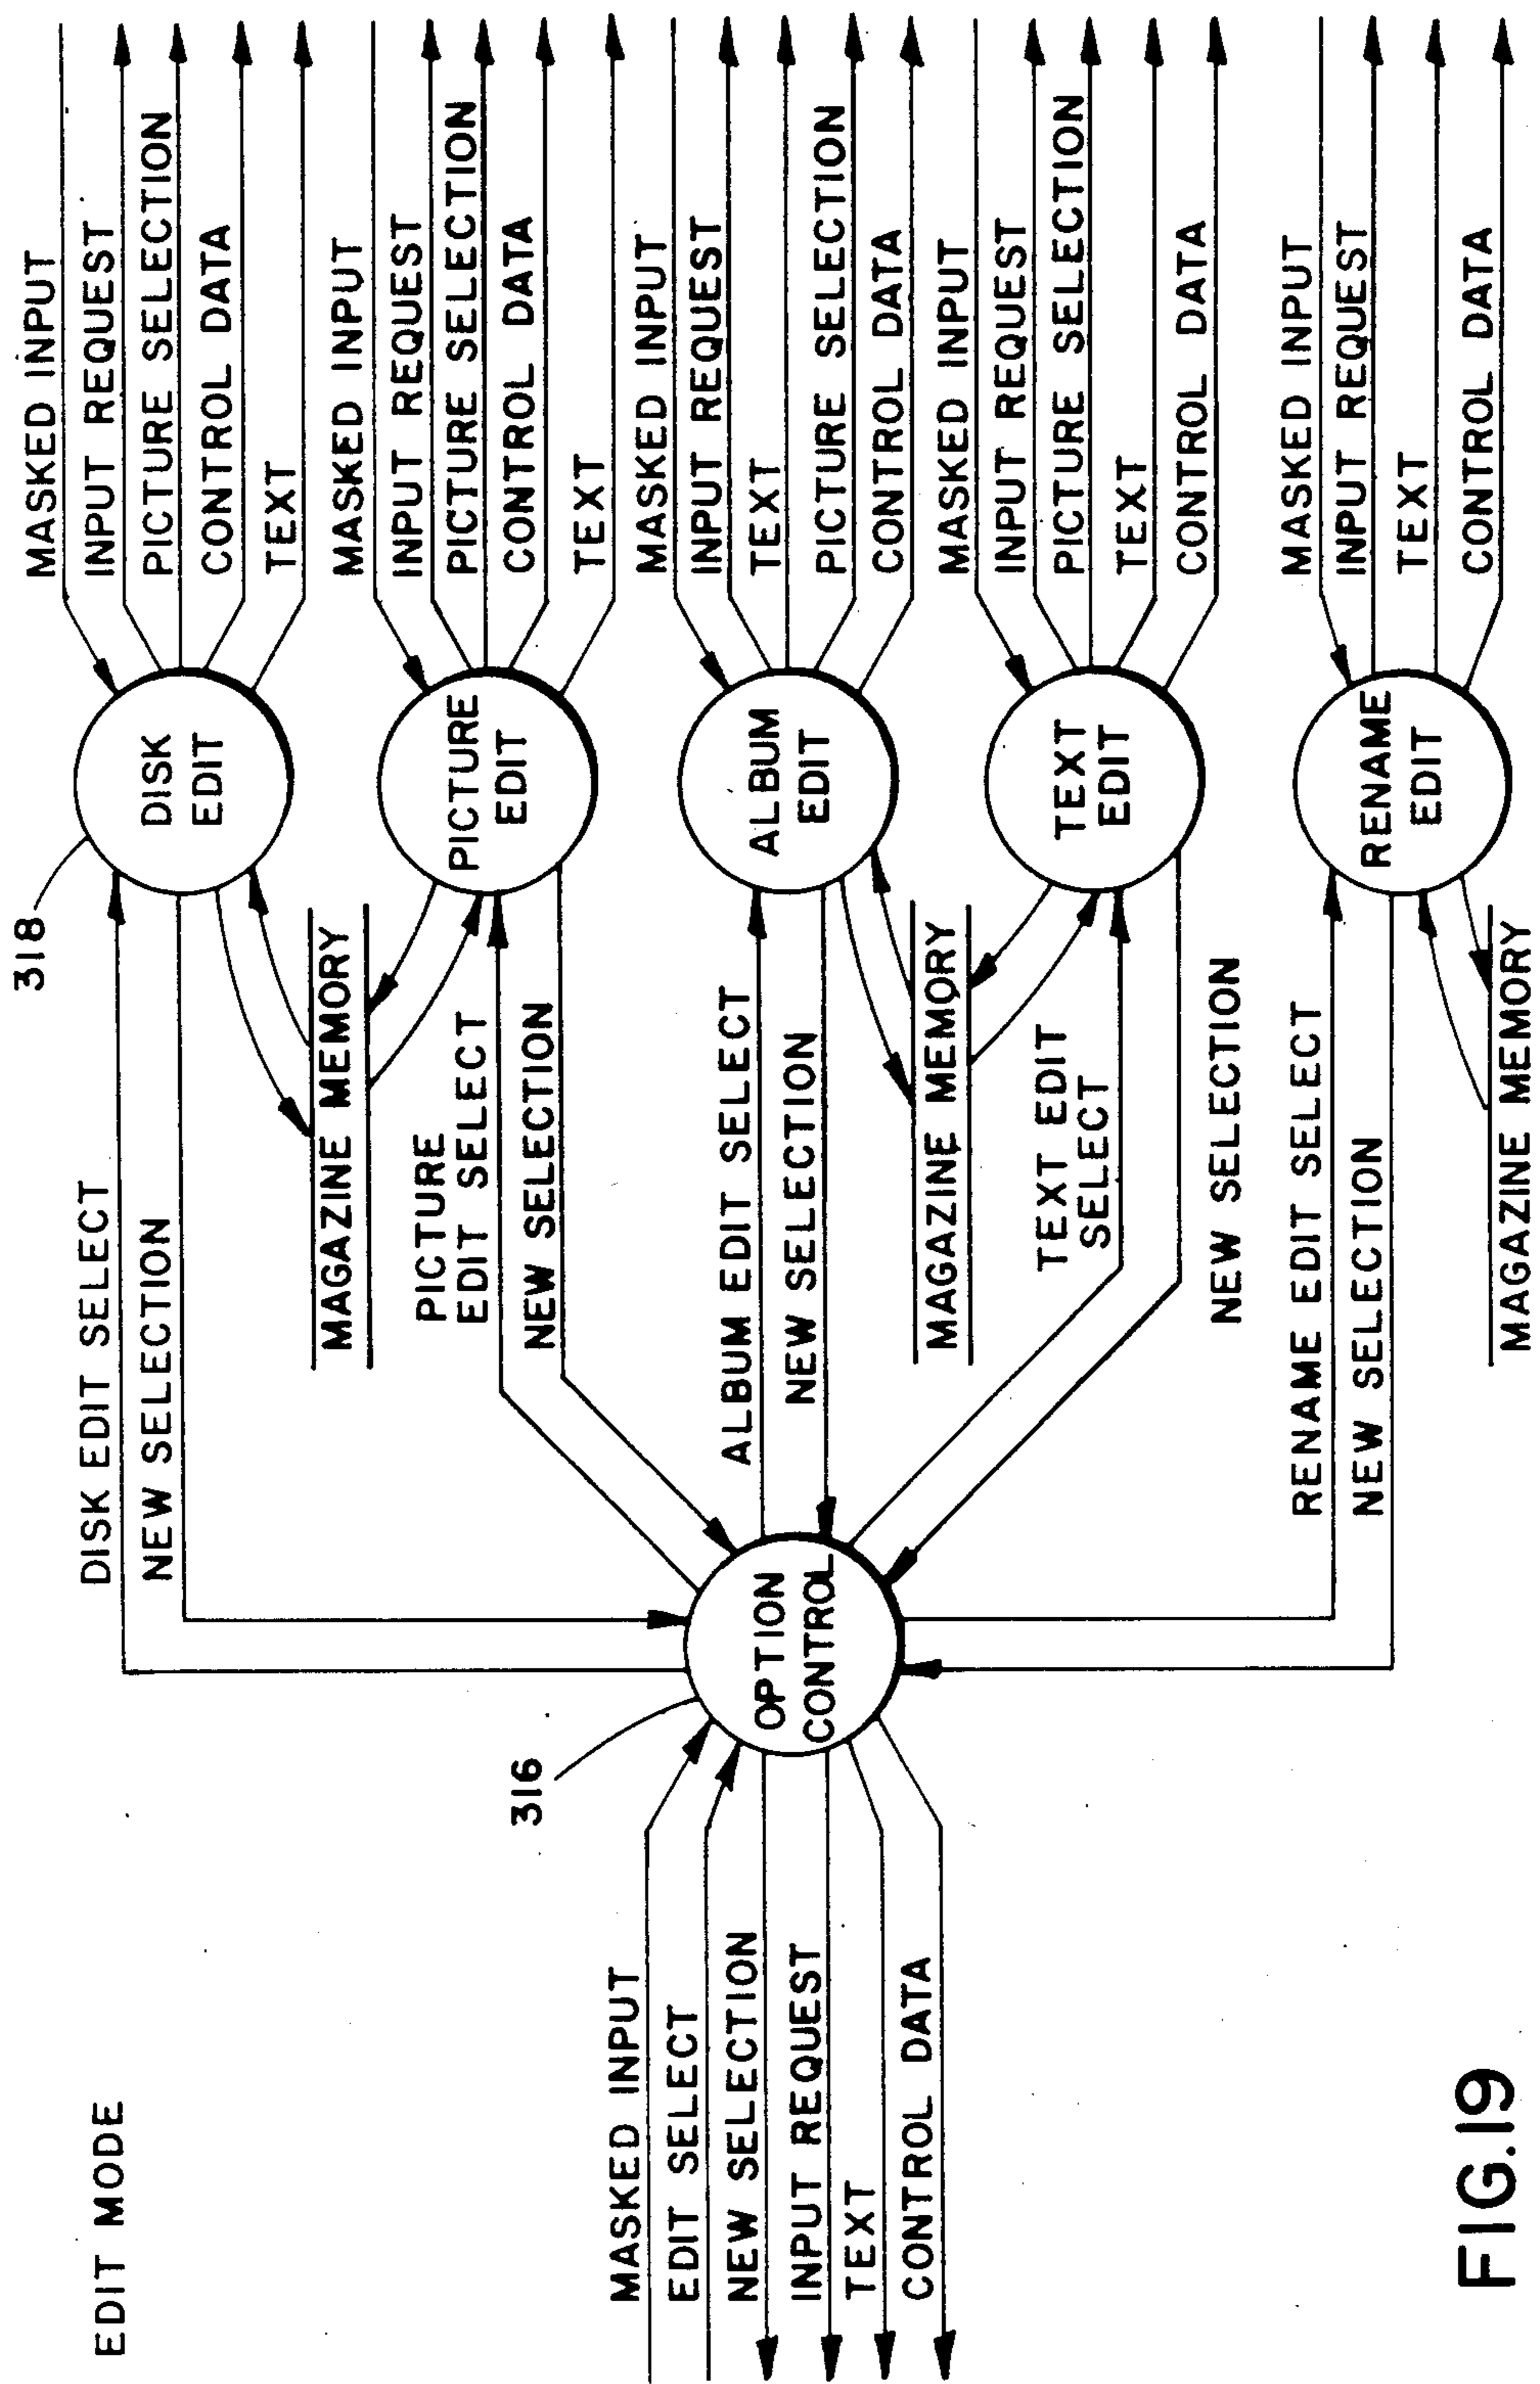 EDIT MODE
MASKED INPUT
EDIT SELECT
NEW SELECTION
INPUT REQUEST
TEXT
CONTROL DATA
316
OPTION
CONTROL
DISK EDIT SELECT
NEW SELECTION
MAGAZINE MEMORY
PICTURE
EDIT SELECT
NEW SELECTION
ALBUM EDIT SELECT
NEW SELECTION
MAGAZINE MEMORY
TEXT EDIT
SELECT
NEW SELECTION
RENAME EDIT SELECT
NEW SELECTION
MAGAZINE MEMORY
318
DISK
EDIT
MASKED INPUT
INPUT REQUEST
PICTURE SELECTION
CONTROL DATA
TEXT
PICTURE
EDIT
MASKED INPUT
INPUT REQUEST
PICTURE SELECTION
CONTROL DATA
TEXT
ALBUM
EDIT
MASKED INPUT
INPUT REQUEST
TEXT
PICTURE SELECTION
CONTROL DATA
TEXT
EDIT
MASKED INPUT
INPUT REQUEST
PICTURE SELECTION
TEXT
CONTROL DATA
RENAME
EDIT
MASKED INPUT
INPUT REQUEST
TEXT
CONTROL DATA
FIG.19